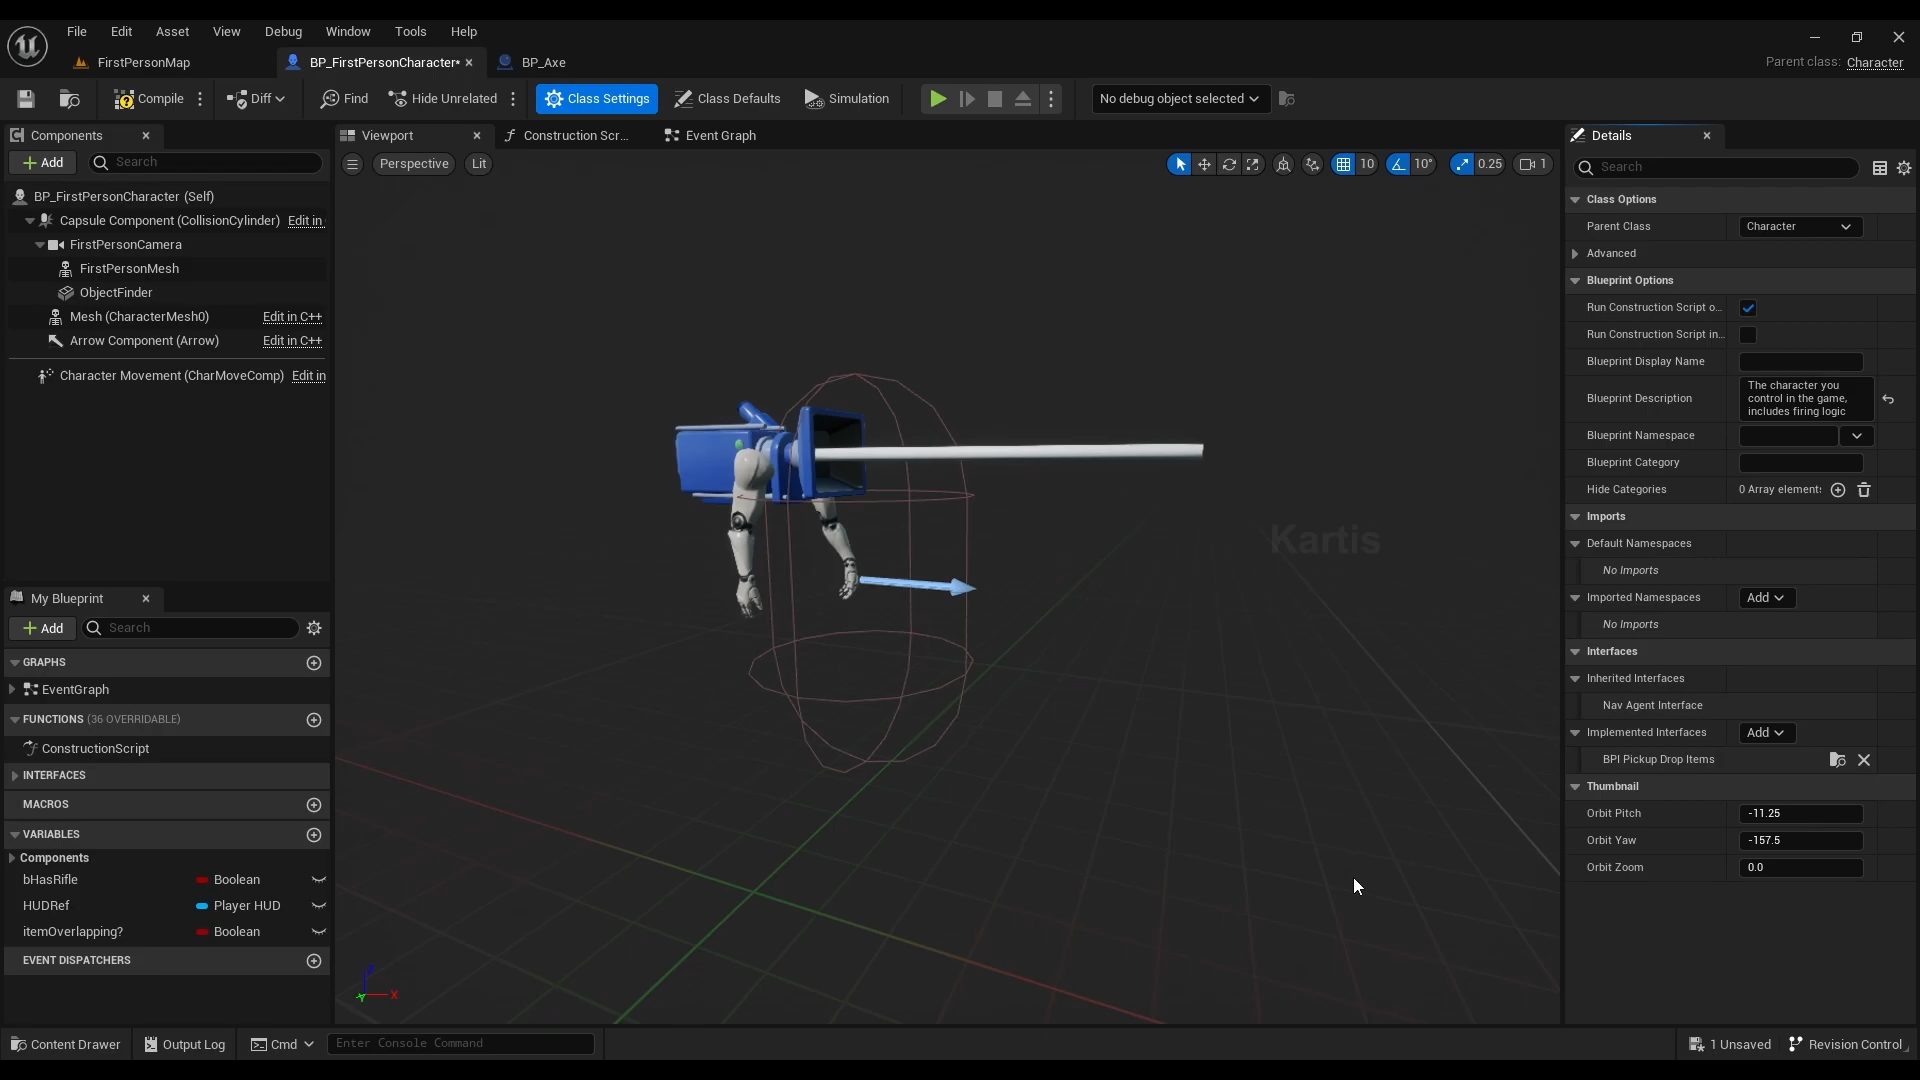 File Edit Asset View Debug Window Tools Help
FirstPersonMap
BP_FirstPersonCharacter*
BP_Axe
Parent class: Character
Compile
Diff
Find
Hide Unrelated
Class Settings
Class Defaults
Simulation
No debug object selected
Components
Add
Search
BP_FirstPersonCharacter (Self)
Capsule Component (CollisionCylinder) Edit in
FirstPersonCamera
FirstPersonMesh
ObjectFinder
Mesh (CharacterMesh0) Edit in C++
Arrow Component (Arrow) Edit in C++
Character Movement (CharMoveComp) Edit in
My Blueprint
Add
Search
GRAPHS
EventGraph
FUNCTIONS (36 OVERRIDABLE)
ConstructionScript
INTERFACES
MACROS
VARIABLES
Components
bHasRifle Boolean
HUDRef Player HUD
itemOverlapping? Boolean
EVENT DISPATCHERS
Viewport
Construction Scr...
Event Graph
Perspective
Lit
10
10°
0.25
1
Kartis
Z
X
Y
Details
Search
Class Options
Parent Class Character
Advanced
Blueprint Options
Run Construction Script o...
Run Construction Script in...
Blueprint Display Name
Blueprint Description
The character you
control in the game,
includes firing logic
Blueprint Namespace
Blueprint Category
Hide Categories 0 Array element:
Imports
Default Namespaces
No Imports
Imported Namespaces Add
No Imports
Interfaces
Inherited Interfaces
Nav Agent Interface
Implemented Interfaces Add
BPI Pickup Drop Items
Thumbnail
Orbit Pitch -11.25
Orbit Yaw -157.5
Orbit Zoom 0.0
Content Drawer
Output Log
Cmd
Enter Console Command
1 Unsaved
Revision Control